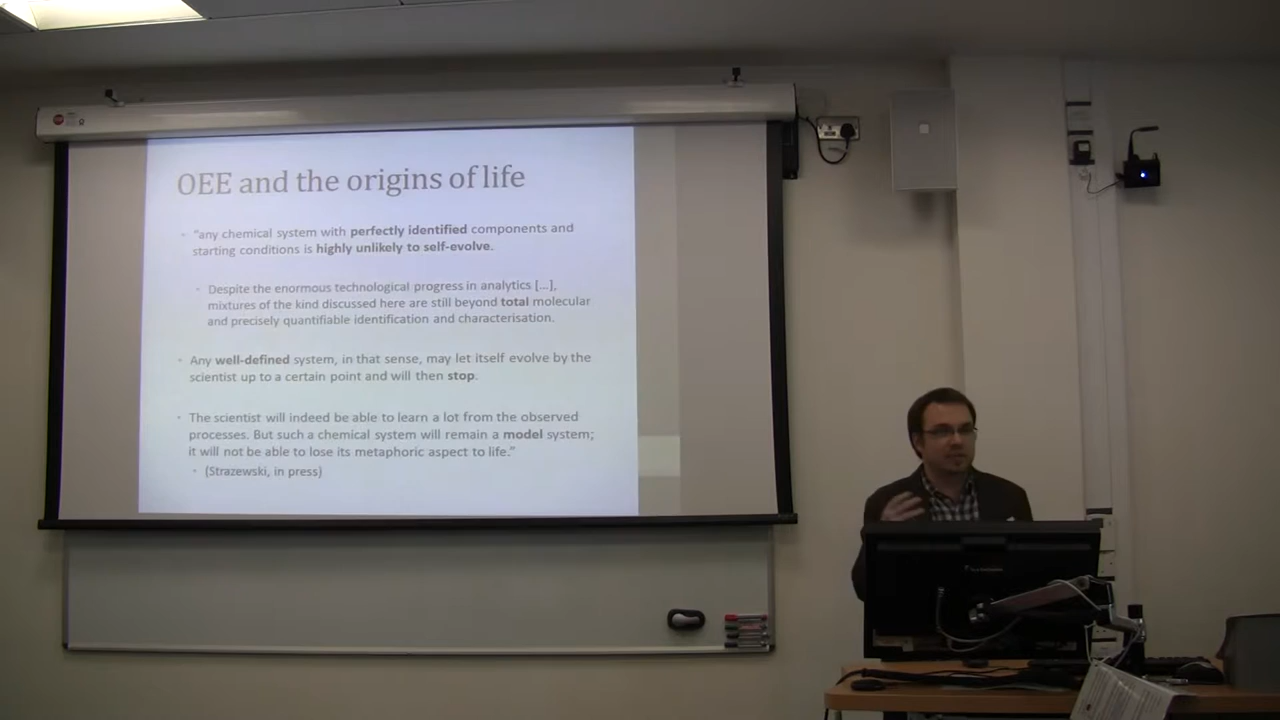 OEE and the origins of life
“any chemical system with perfectly identified components and
starting conditions is highly unlikely to self-evolve.
Despite the enormous technological progress in analytics [...],
mixtures of the kind discussed here are still beyond total molecular
and precisely quantifiable identification and characterisation.
Any well-defined system, in that sense, may let itself evolve by the
scientist up to a certain point and will then stop.
The scientist will indeed be able to learn a lot from the observed
processes. But such a chemical system will remain a model system;
it will not be able to lose its metaphoric aspect to life.”
(Strazewski, in press)